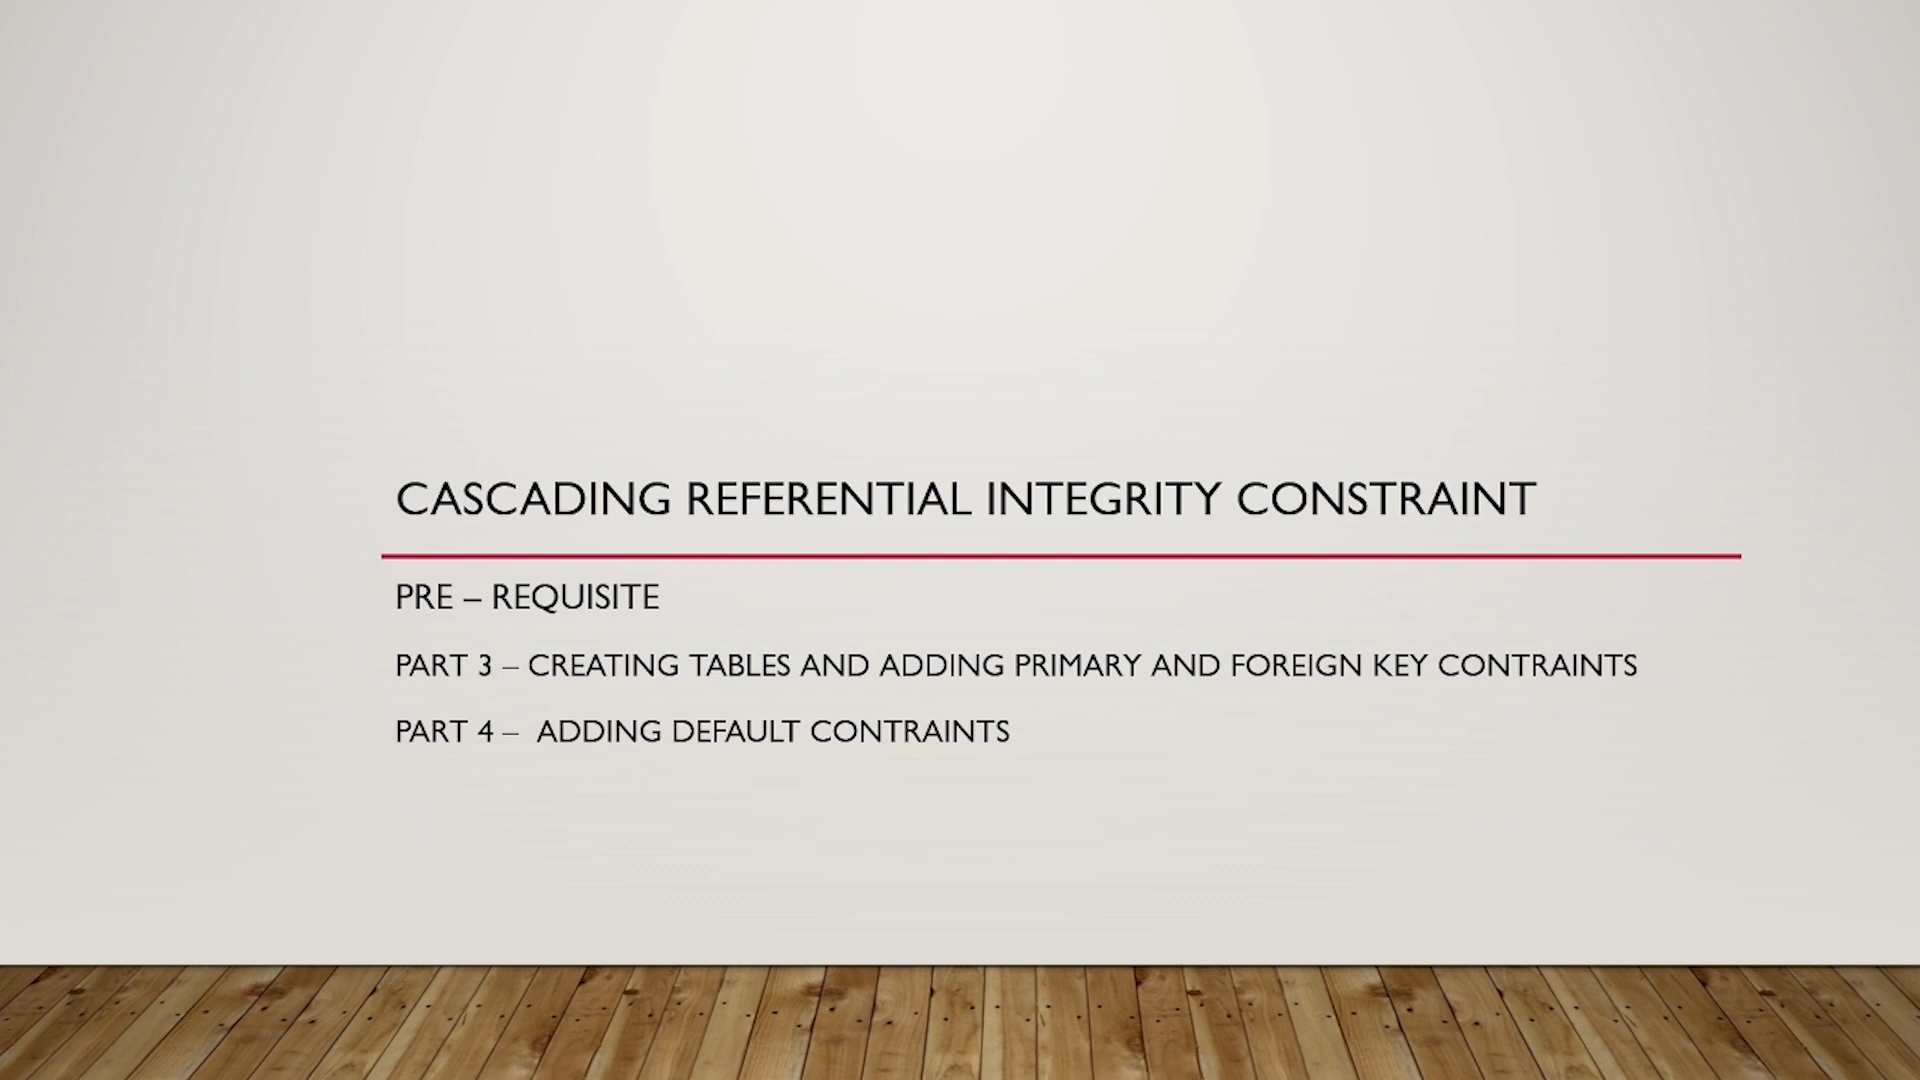 CASCADING REFERENTIAL INTEGRITY CONSTRAINT
PRE – REQUISITE
PART 3 – CREATING TABLES AND ADDING PRIMARY AND FOREIGN KEY CONTRAINTS
PART 4 – ADDING DEFAULT CONTRAINTS